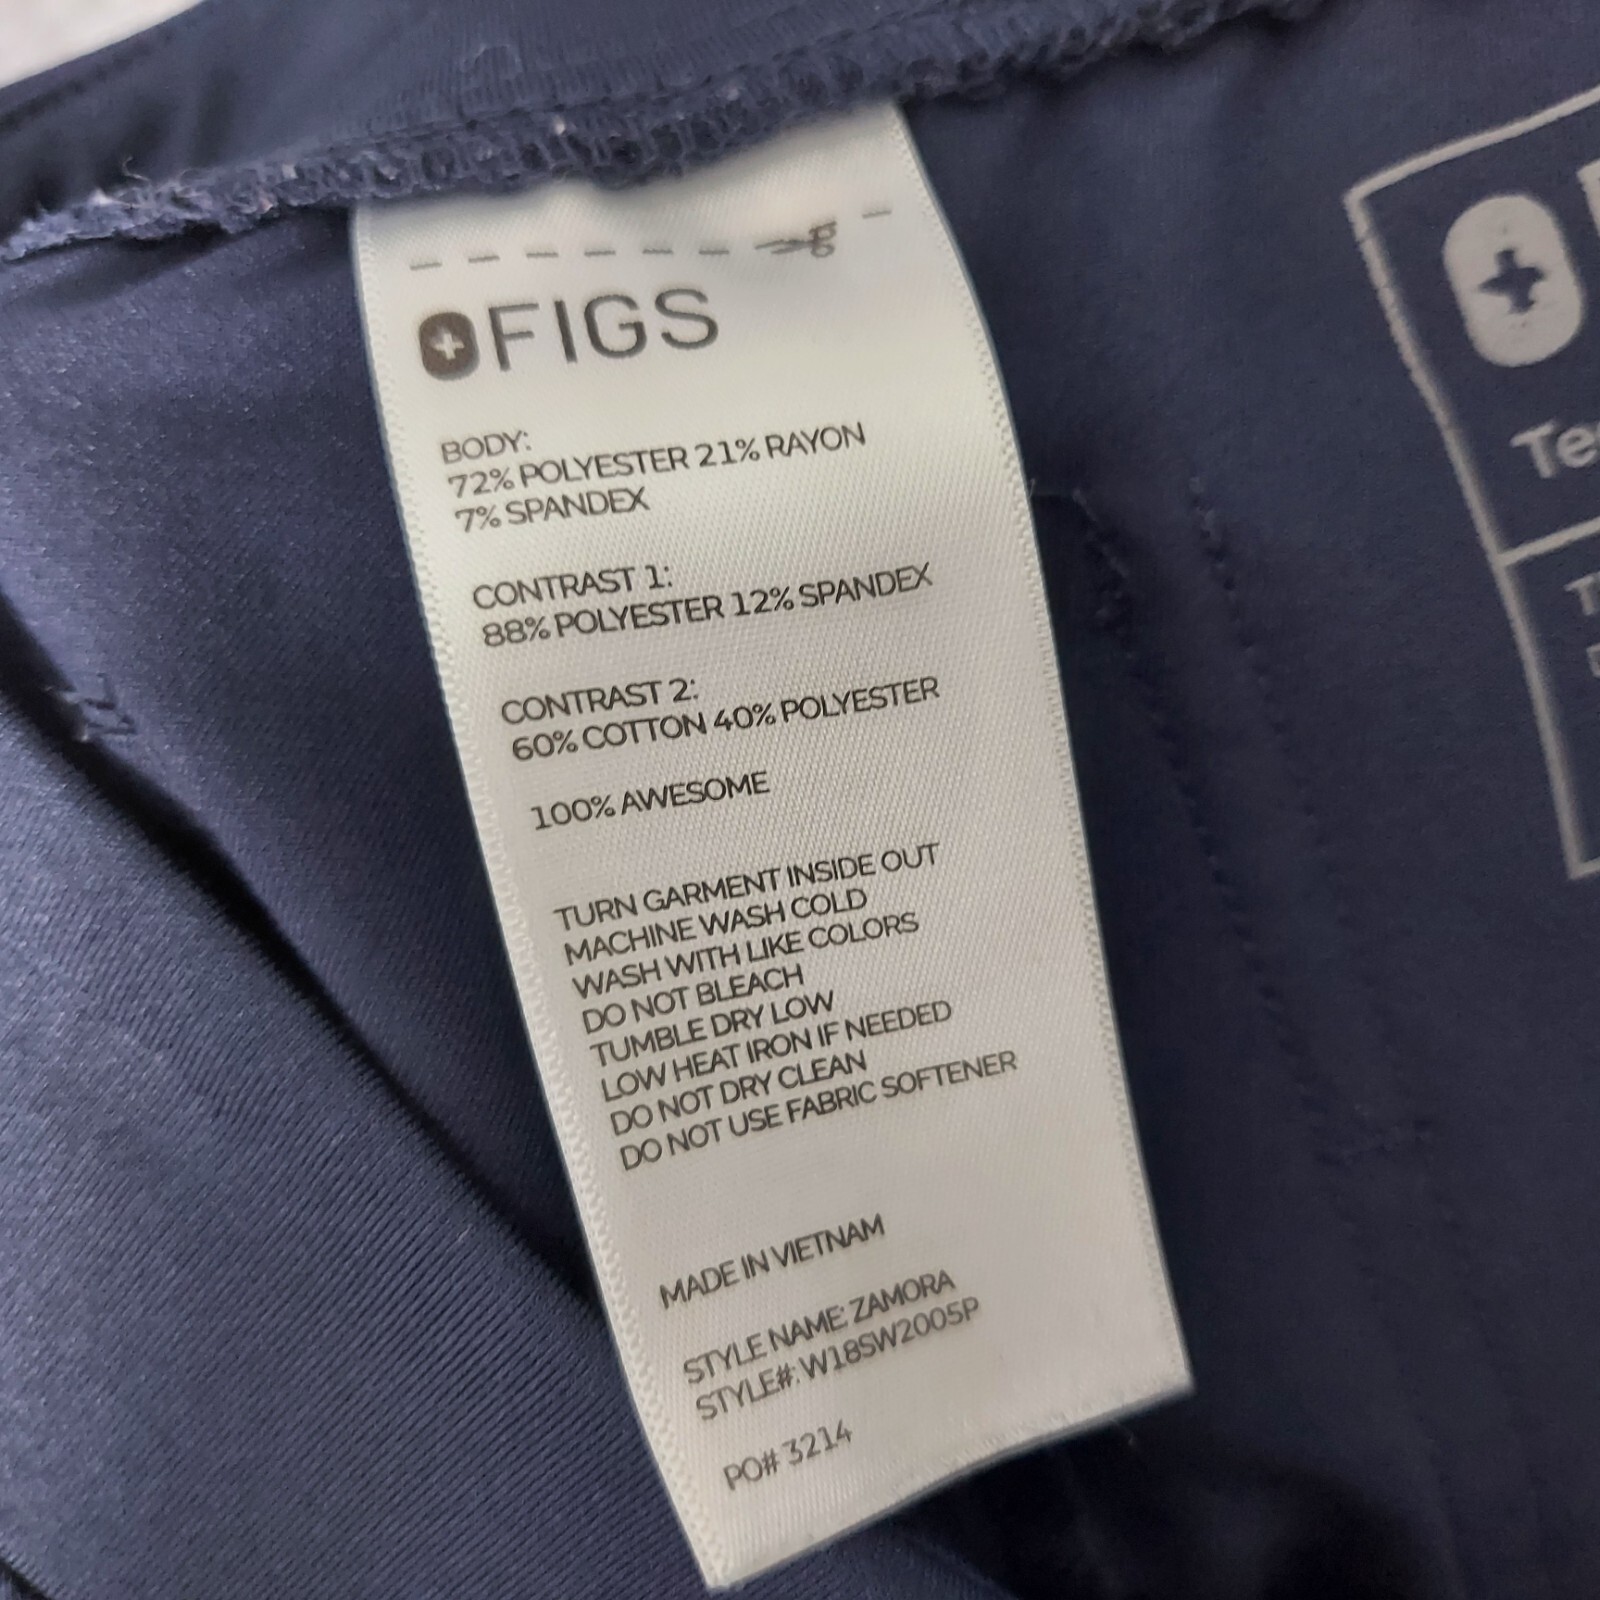 FIGS
BODY:
72% POLYESTER 21% RAYON
7% SPANDEX
CONTRAST 1:
88% POLYESTER 12% SPANDEX
CONTRAST 2:
60% COTTON 40% POLYESTER
100% AWESOME
TURN GARMENT INSIDE OUT
MACHINE WASH COLD
WASH WITH LIKE COLORS
DO NOT BLEACH
TUMBLE DRY LOW
LOW HEAT IRON IF NEEDED
DO NOT DRY CLEAN
DO NOT USE FABRIC SOFTENER
MADE IN VIETNAM
STYLE NAME: ZAMORA
STYLE#: W18SW2005P
PO# 3214